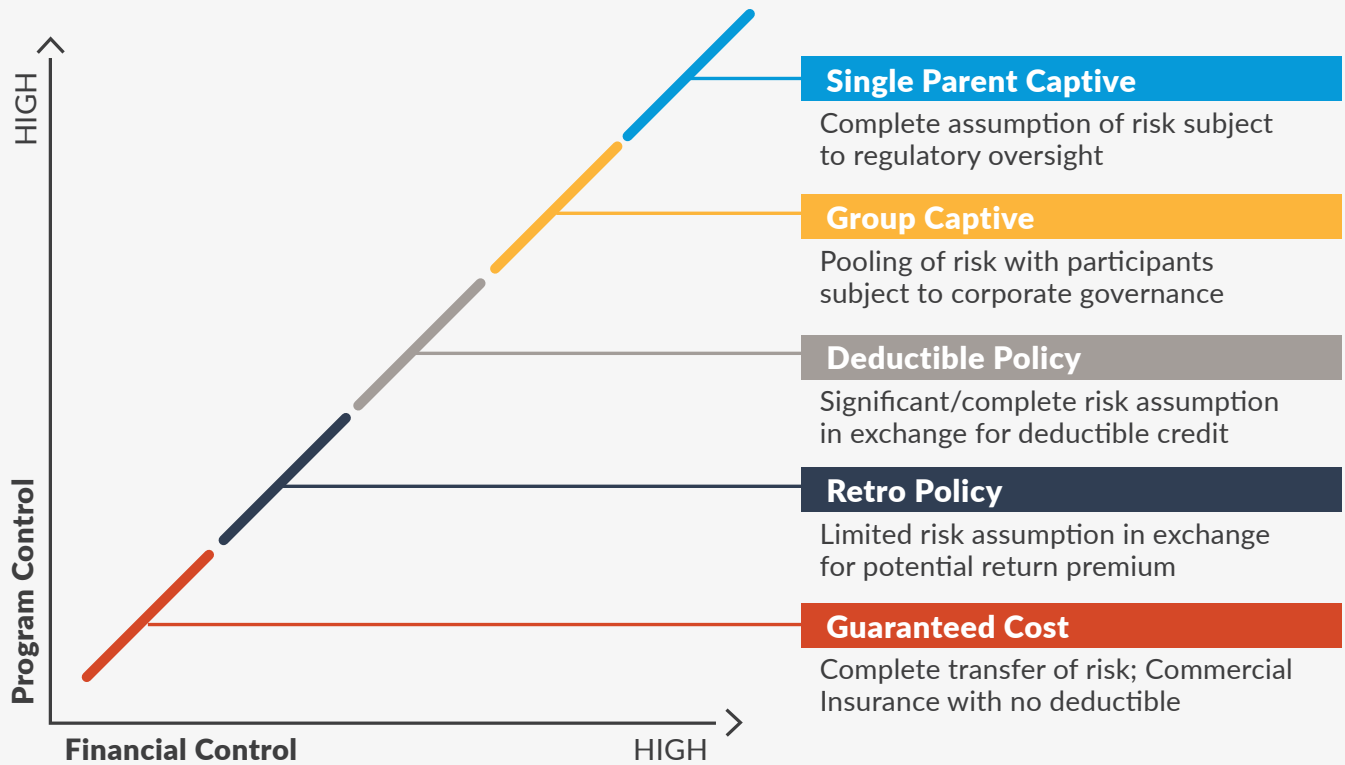 HIGH
Program Control
Financial Control
HIGH
Single Parent Captive
Complete assumption of risk subject
to regulatory oversight
Group Captive
Pooling of risk with participants
subject to corporate governance
Deductible Policy
Significant/complete risk assumption
in exchange for deductible credit
Retro Policy
Limited risk assumption in exchange
for potential return premium
Guaranteed Cost
Complete transfer of risk; Commercial
Insurance with no deductible